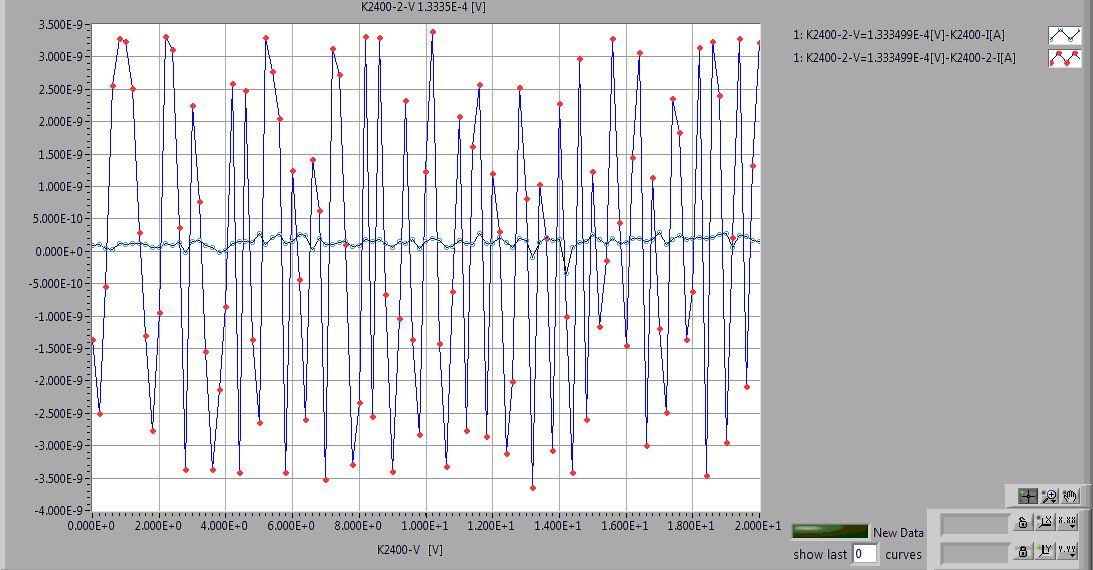 K2400-2-V 1.3335E-4 [V]
3.500E-9
3.000E-9
2.500E-9
2.000E-9
1.500E-9
1.000E-9
5.000E-10
0.000E+0
-5.000E-10
-1.000E-9
-1.500E-9
-2.000E-9
-2.500E-9
-3.000E-9
-3.500E-9
-4.000E-9
0.000E+0 2.000E+0 4.000E+0 6.000E+0 8.000E+0 1.000E+1 1.200E+1 1.400E+1 1.600E+1 1.800E+1 2.000E+1
K2400-V [V]
1: K2400-2-V=1.333499E-4[V]-K2400-I[A]
1: K2400-2-V=1.333499E-4[V]-K2400-2-I[A]
New Data
show last 0 curves
X X.XX
Y Y.YY